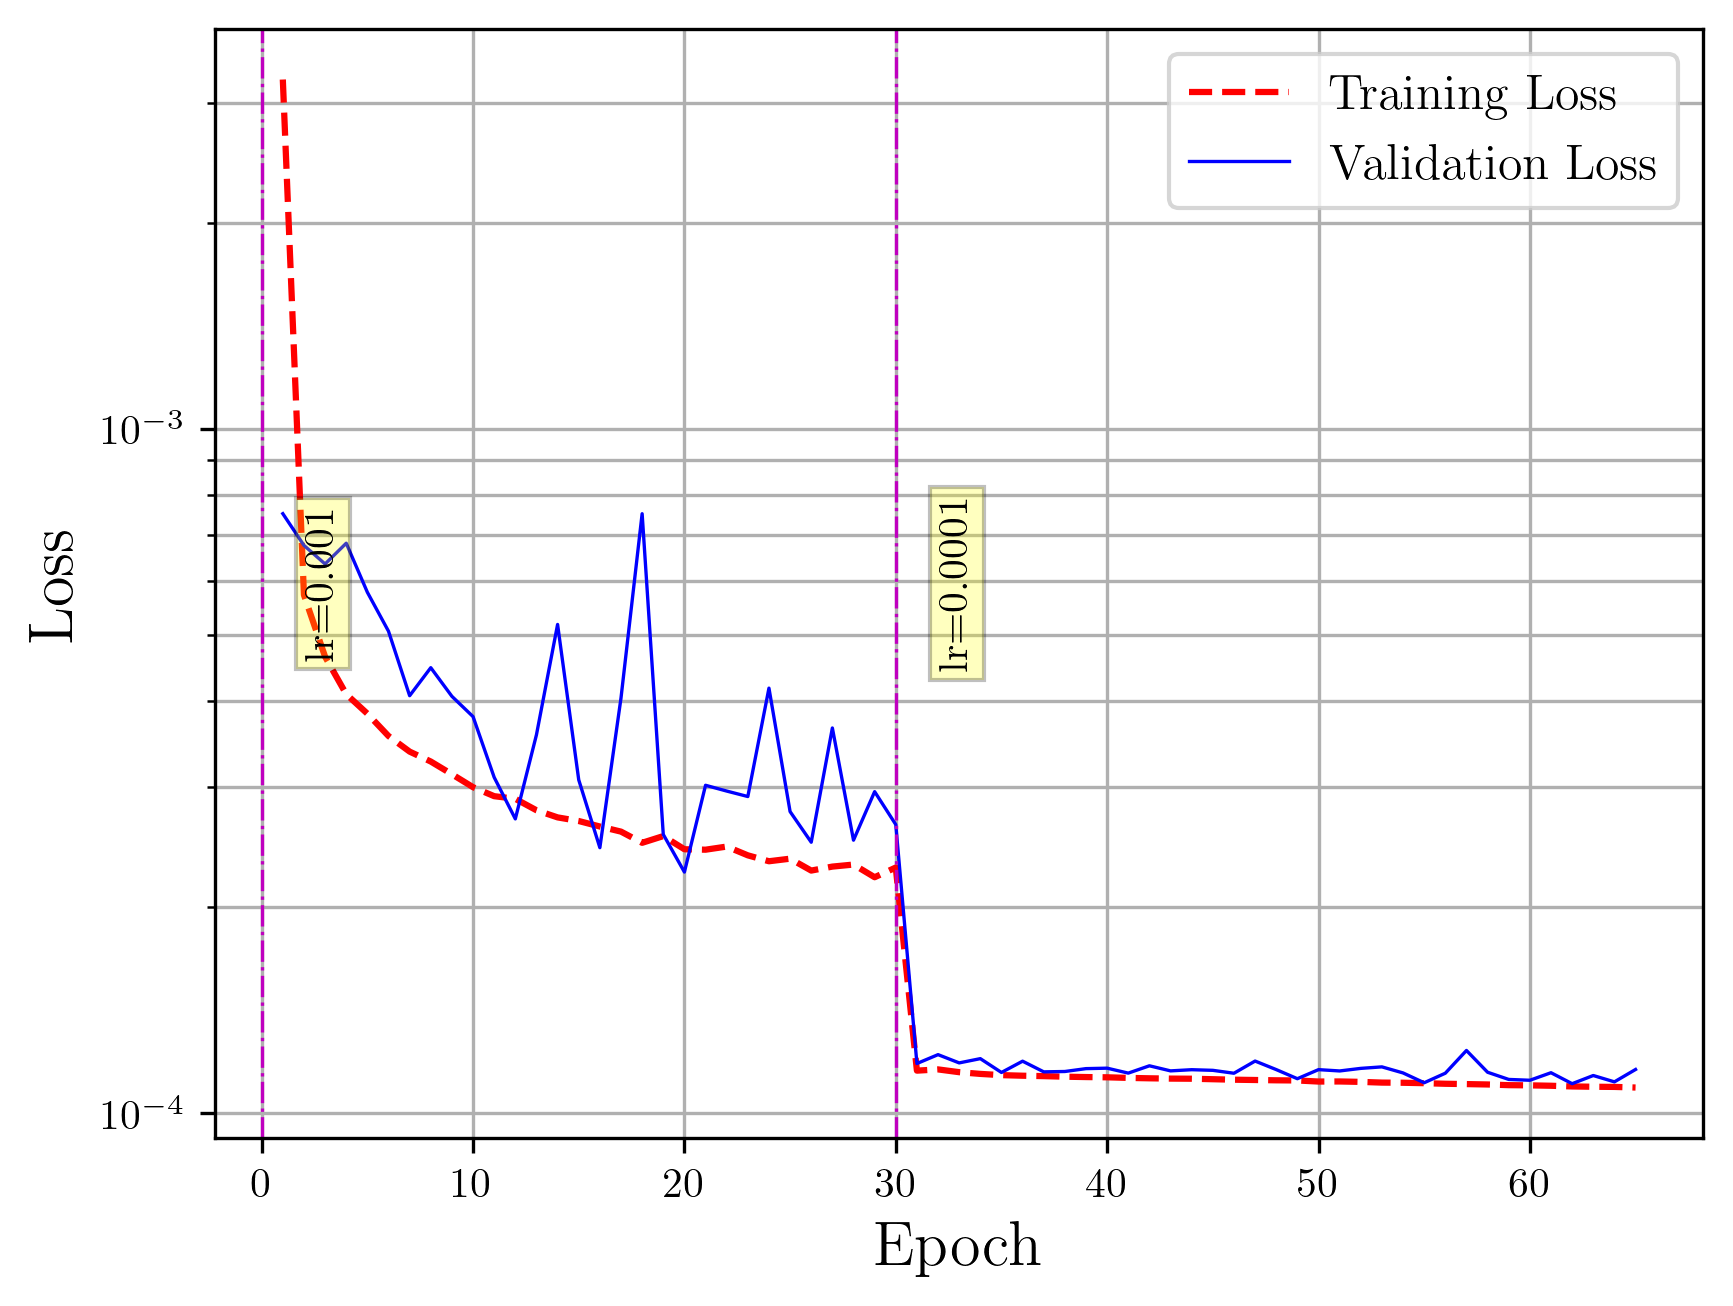 Training Loss
Validation Loss
10⁻³
10⁻⁴
Loss
lr=0.001
lr=0.0001
0 10 20 30 40 50 60
Epoch